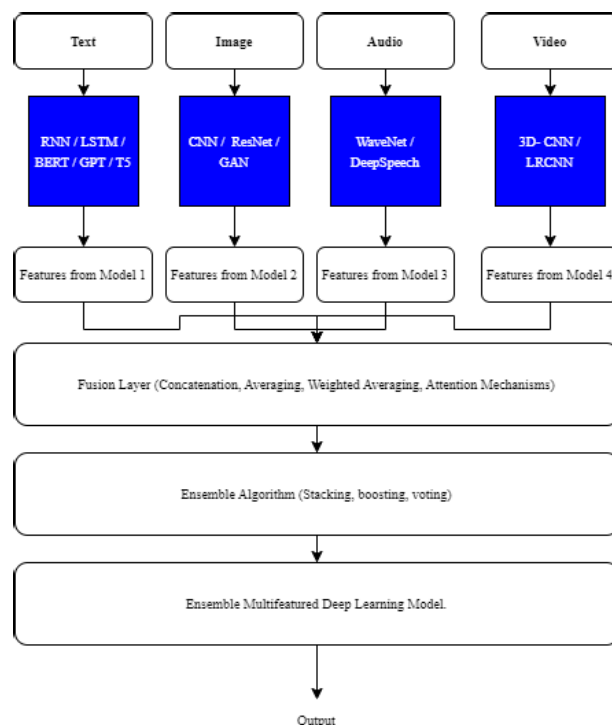 Text
Image
Audio
Video
RNN / LSTM /
BERT / GPT / T5
CNN / ResNet /
GAN
WaveNet /
DeepSpeech
3D- CNN /
LRCNN
Features from Model 1
Features from Model 2
Features from Model 3
Features from Model 4
Fusion Layer (Concatenation, Averaging, Weighted Averaging, Attention Mechanisms)
Ensemble Algorithm (Stacking, boosting, voting)
Ensemble Multifeatured Deep Learning Model.
Output